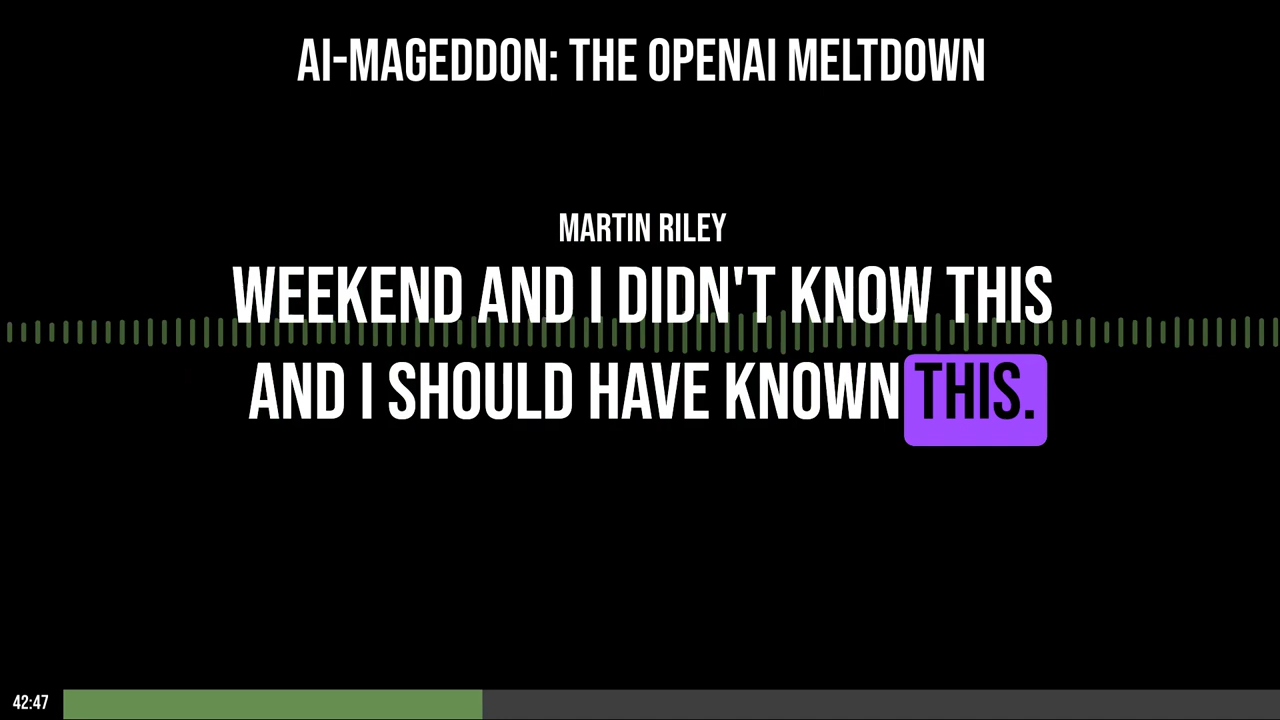 AI-MAGEDDON: THE OPENAI MELTDOWN
MARTIN RILEY
WEEKEND AND I DIDN'T KNOW THIS
AND I SHOULD HAVE KNOWN THIS.
42:47